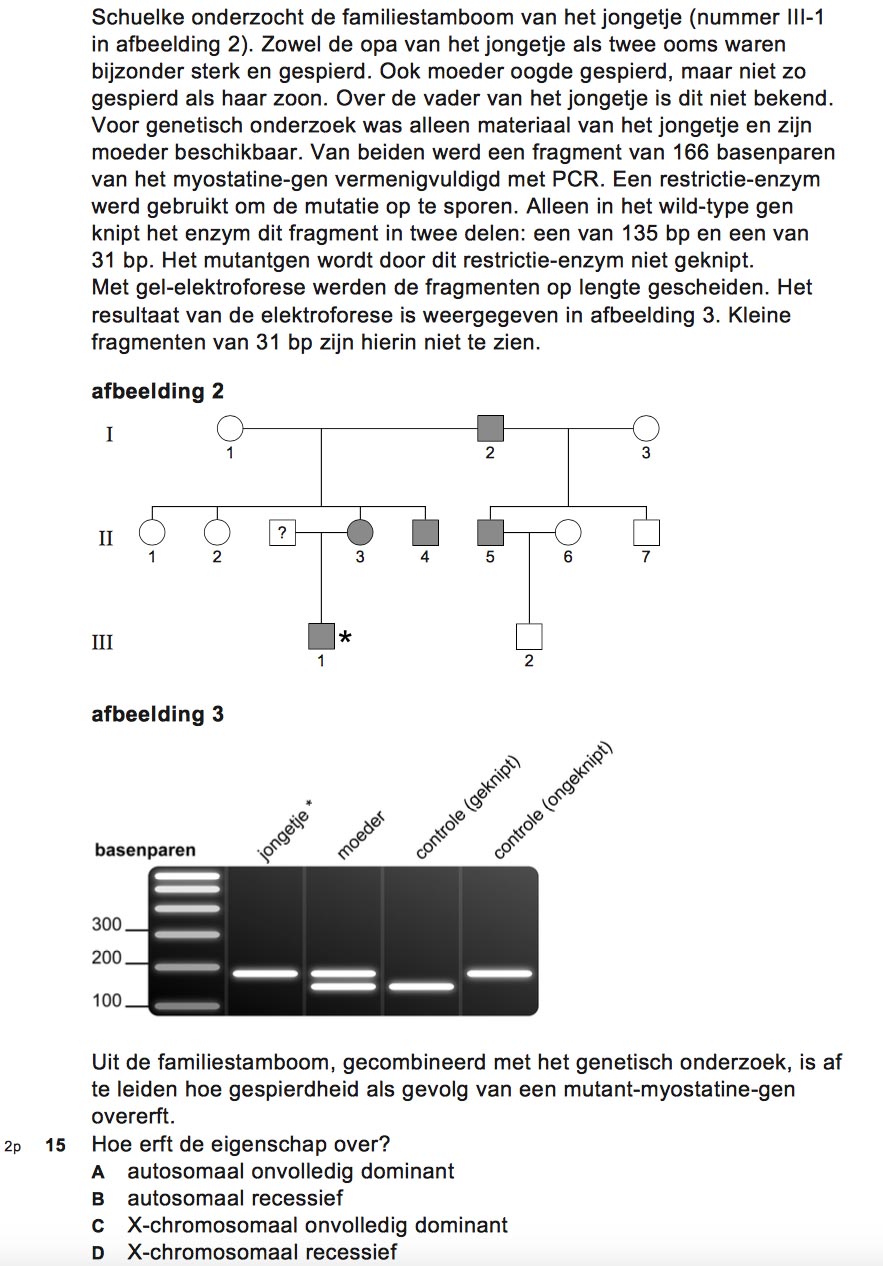 Schuelke onderzocht de familiestamboom van het jongetje (nummer III-1
in afbeelding 2). Zowel de opa van het jongetje als twee ooms waren
bijzonder sterk en gespierd. Ook moeder oogde gespierd, maar niet zo
gespierd als haar zoon. Over de vader van het jongetje is dit niet bekend.
Voor genetisch onderzoek was alleen materiaal van het jongetje en zijn
moeder beschikbaar. Van beiden werd een fragment van 166 basenparen
van het myostatine-gen vermenigvuldigd met PCR. Een restrictie-enzym
werd gebruikt om de mutatie op te sporen. Alleen in het wild-type gen
knipt het enzym dit fragment in twee delen: een van 135 bp en een van
31 bp. Het mutantgen wordt door dit restrictie-enzym niet geknipt.
Met gel-elektroforese werden de fragmenten op lengte gescheiden. Het
resultaat van de elektroforese is weergegeven in afbeelding 3. Kleine
fragmenten van 31 bp zijn hierin niet te zien.
afbeelding 2
I
1 2 3
II
?
1 2 3 4 5 6 7
III
*
1 2
afbeelding 3
basenparen
jongetje *
moeder
controle (geknipt)
controle (ongeknipt)
300
200
100
Uit de familiestamboom, gecombineerd met het genetisch onderzoek, is af
te leiden hoe gespierdheid als gevolg van een mutant-myostatine-gen
overerft.
2p 15 Hoe erft de eigenschap over?
A autosomaal onvolledig dominant
B autosomaal recessief
C X-chromosomaal onvolledig dominant
D X-chromosomaal recessief